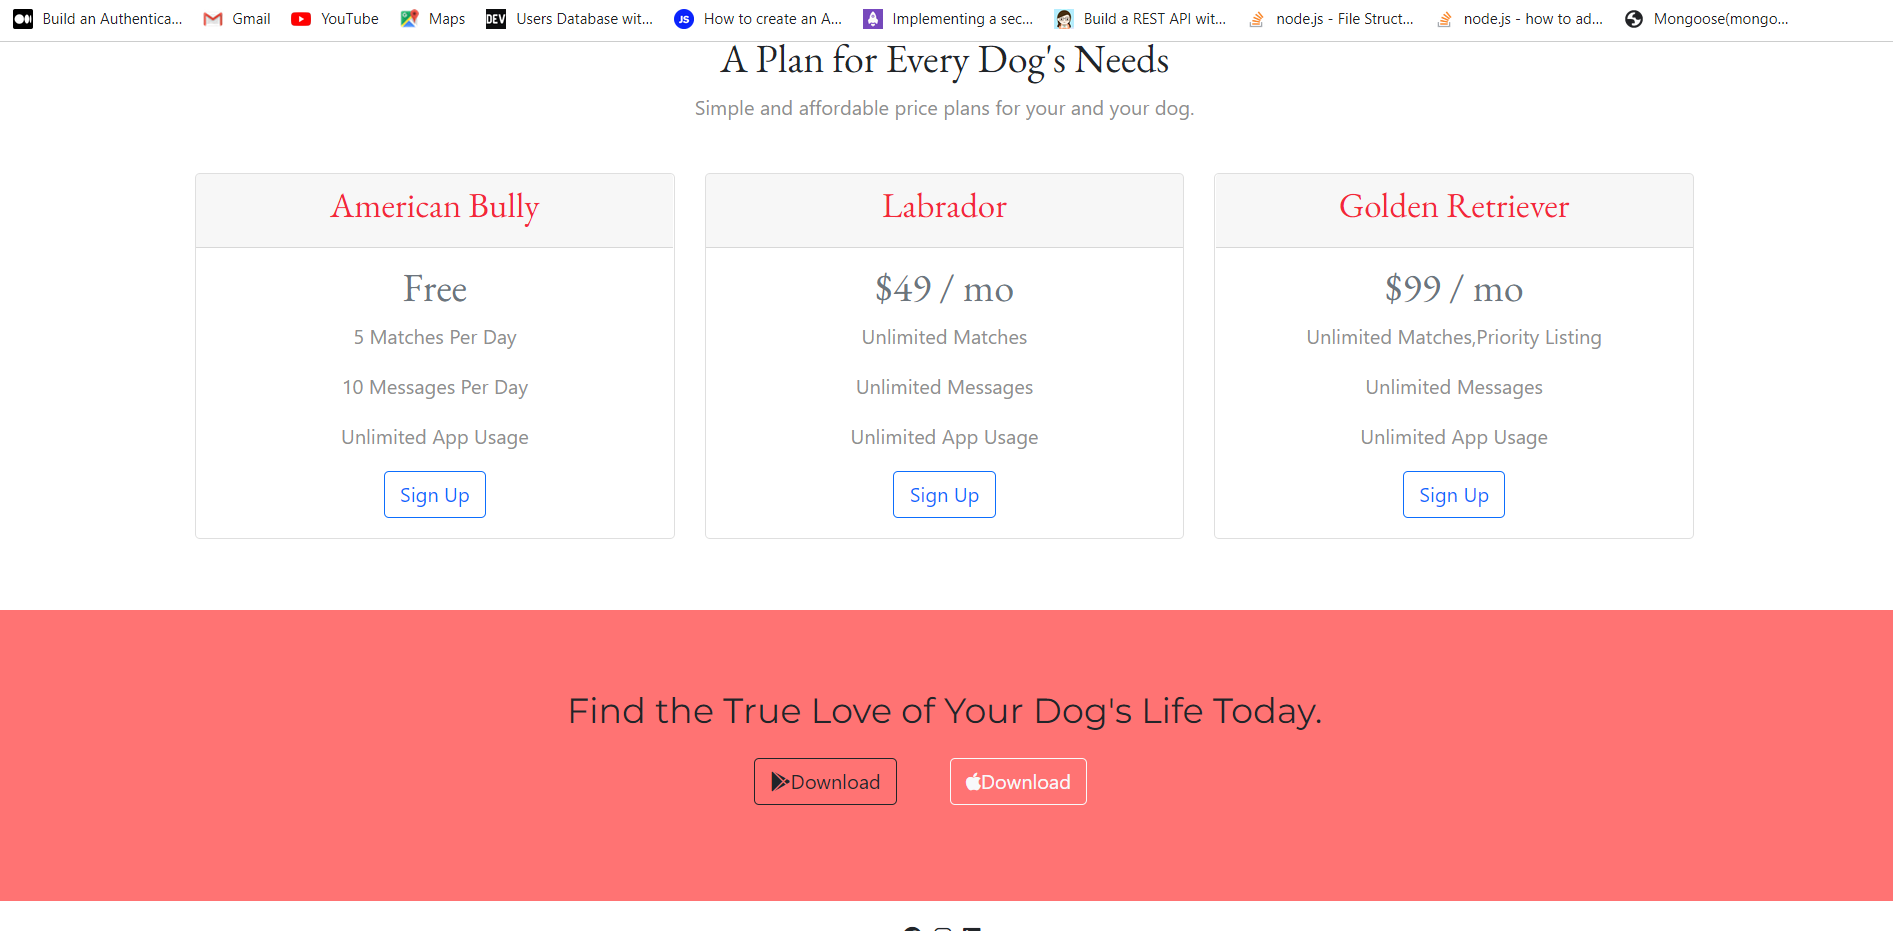 Build an Authentica... Gmail YouTube Maps DEV Users Database wit... JS How to create an A... Implementing a sec... Build a REST API wit... node.js - File Struct... node.js - how to ad... Mongoose(mongo...
A Plan for Every Dog's Needs
Simple and affordable price plans for your and your dog.
American Bully
Free
5 Matches Per Day
10 Messages Per Day
Unlimited App Usage
Sign Up
Labrador
$49 / mo
Unlimited Matches
Unlimited Messages
Unlimited App Usage
Sign Up
Golden Retriever
$99 / mo
Unlimited Matches,Priority Listing
Unlimited Messages
Unlimited App Usage
Sign Up
Find the True Love of Your Dog's Life Today.
Download Download